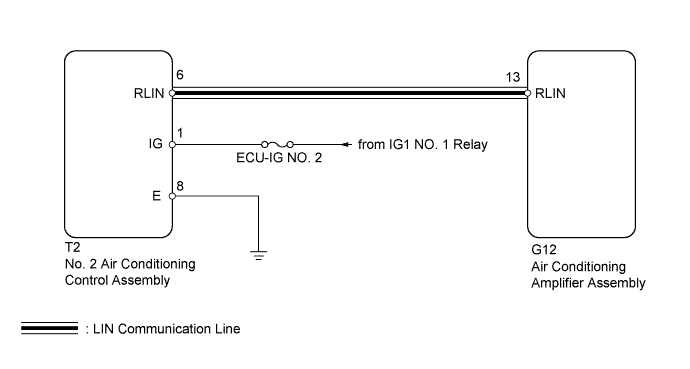 6
13
RLIN
RLIN
1
IG
from IG1 NO. 1 Relay
ECU-IG NO. 2
8
E
T2
No. 2 Air Conditioning
Control Assembly
G12
Air Conditioning
Amplifier Assembly
: LIN Communication Line